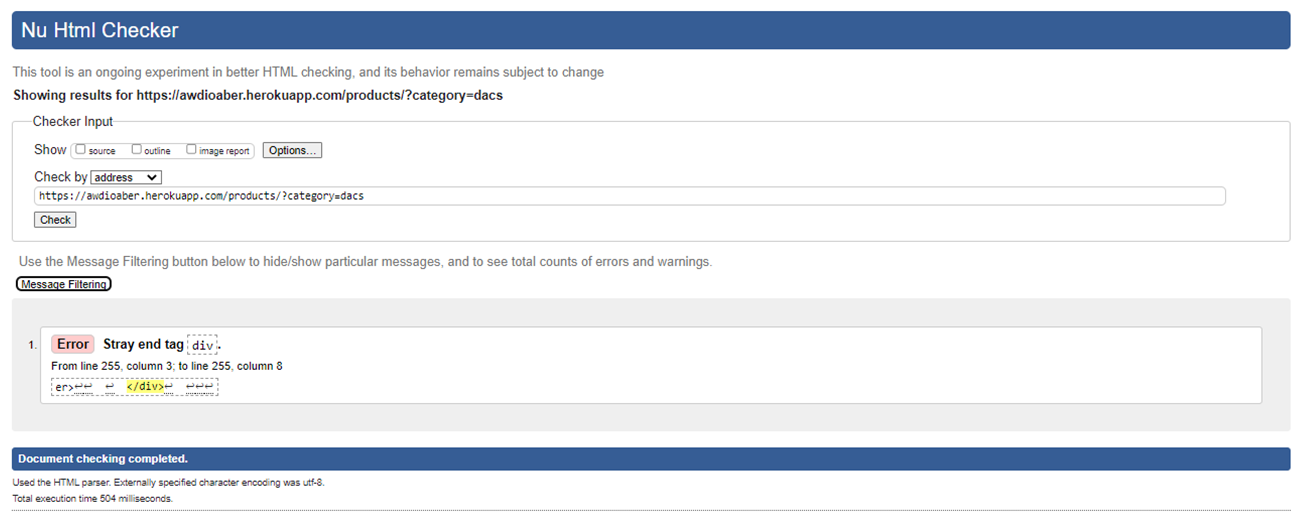 Nu Html Checker
This tool is an ongoing experiment in better HTML checking, and its behavior remains subject to change
Showing results for https://awdioaber.herokuapp.com/products/?category=dacs
Checker Input
Show source outline image report Options...
Check by address
https://awdioaber.herokuapp.com/products/?category=dacs
Check
Use the Message Filtering button below to hide/show particular messages, and to see total counts of errors and warnings.
Message Filtering
1. Error Stray end tag div.
From line 255, column 3; to line 255, column 8
er>↩↩ ↩ </div>↩ ↩↩↩
Document checking completed.
Used the HTML parser. Externally specified character encoding was utf-8.
Total execution time 504 milliseconds.